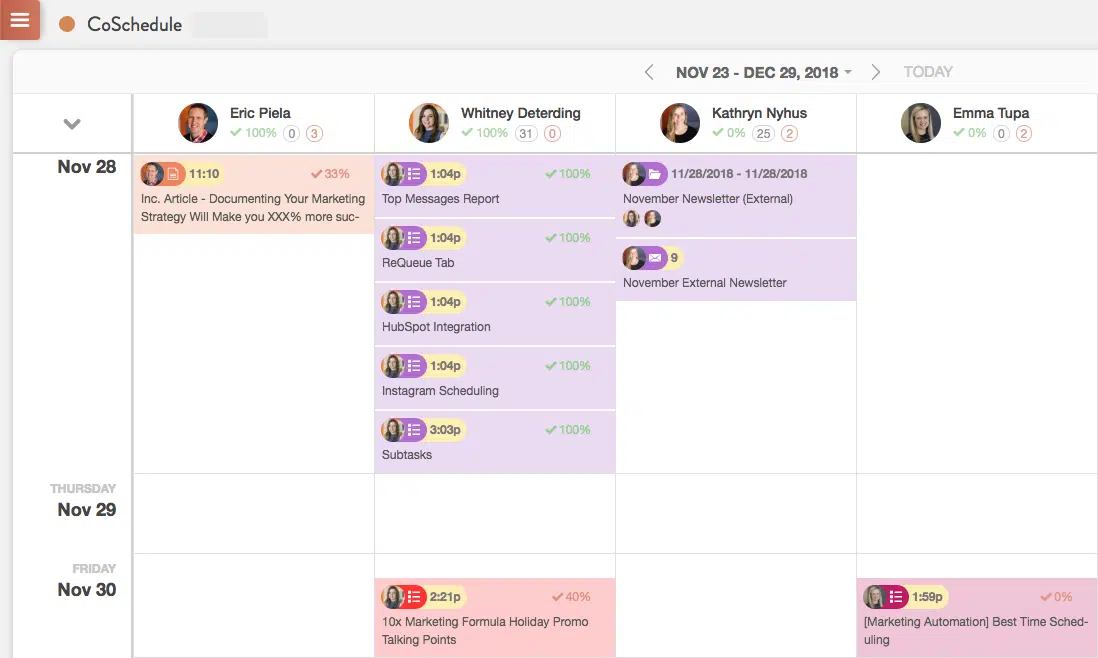 CoSchedule
NOV 23 - DEC 29, 2018
TODAY
Eric Piela
100% 0 3
Whitney Deterding
100% 31 0
Kathryn Nyhus
0% 25 2
Emma Tupa
0% 0 2
Nov 28
11:10 33%
Inc. Article - Documenting Your Marketing
Strategy Will Make you XXX% more suc-
1:04p 100%
Top Messages Report
1:04p 100%
ReQueue Tab
1:04p 100%
HubSpot Integration
1:04p 100%
Instagram Scheduling
3:03p 100%
Subtasks
11/28/2018 - 11/28/2018
November Newsletter (External)
9
November External Newsletter
THURSDAY
Nov 29
FRIDAY
Nov 30
2:21p 40%
10x Marketing Formula Holiday Promo
Talking Points
1:59p 0%
[Marketing Automation] Best Time Sched-
uling